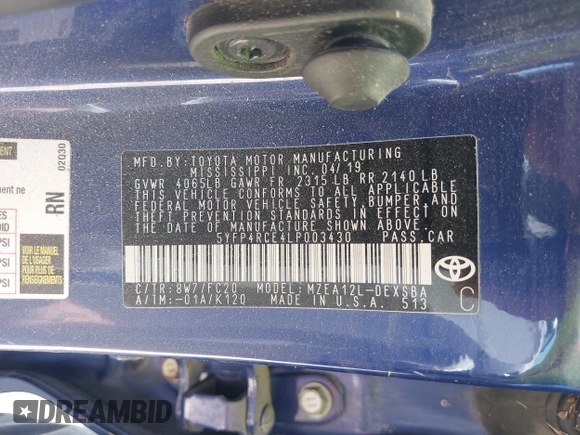 MFD.BY:TOYOTA MOTOR MANUFACTURING
MISSISSIPPI INC. 04/19
GVWR 4065LB GAWR FR 2315LB RR 2140LB
THIS VEHICLE CONFORMS TO ALL APPLICABLE
FEDERAL MOTOR VEHICLE SAFETY, BUMPER AND
THEFT PREVENTION STANDARDS IN EFFECT ON
THE DATE OF MANUFACTURE SHOWN ABOVE.
5YFP4RCE4LP003430 PASS.CAR
C/TR:8W7/FC20 MODEL:MZEA12L-DEXSBA
A/TM:-01A/K120 MADE IN U.S.A. 513
C
02Q30
RN
ment ne
VOIR LE MANUEL
DE L'USAGER
POUR PLUS DE
RENSEIGNEMENTS
PSI
PSI
PSI
DREAMBID